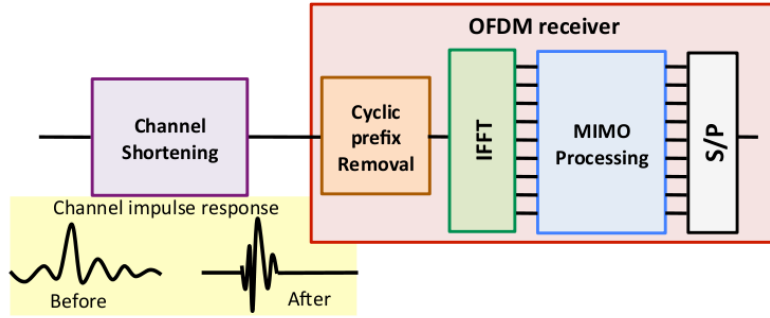 OFDM receiver
Channel
Shortening
Cyclic
prefix
Removal
IFFT
MIMO
Processing
S/P
Channel impulse response
Before
After